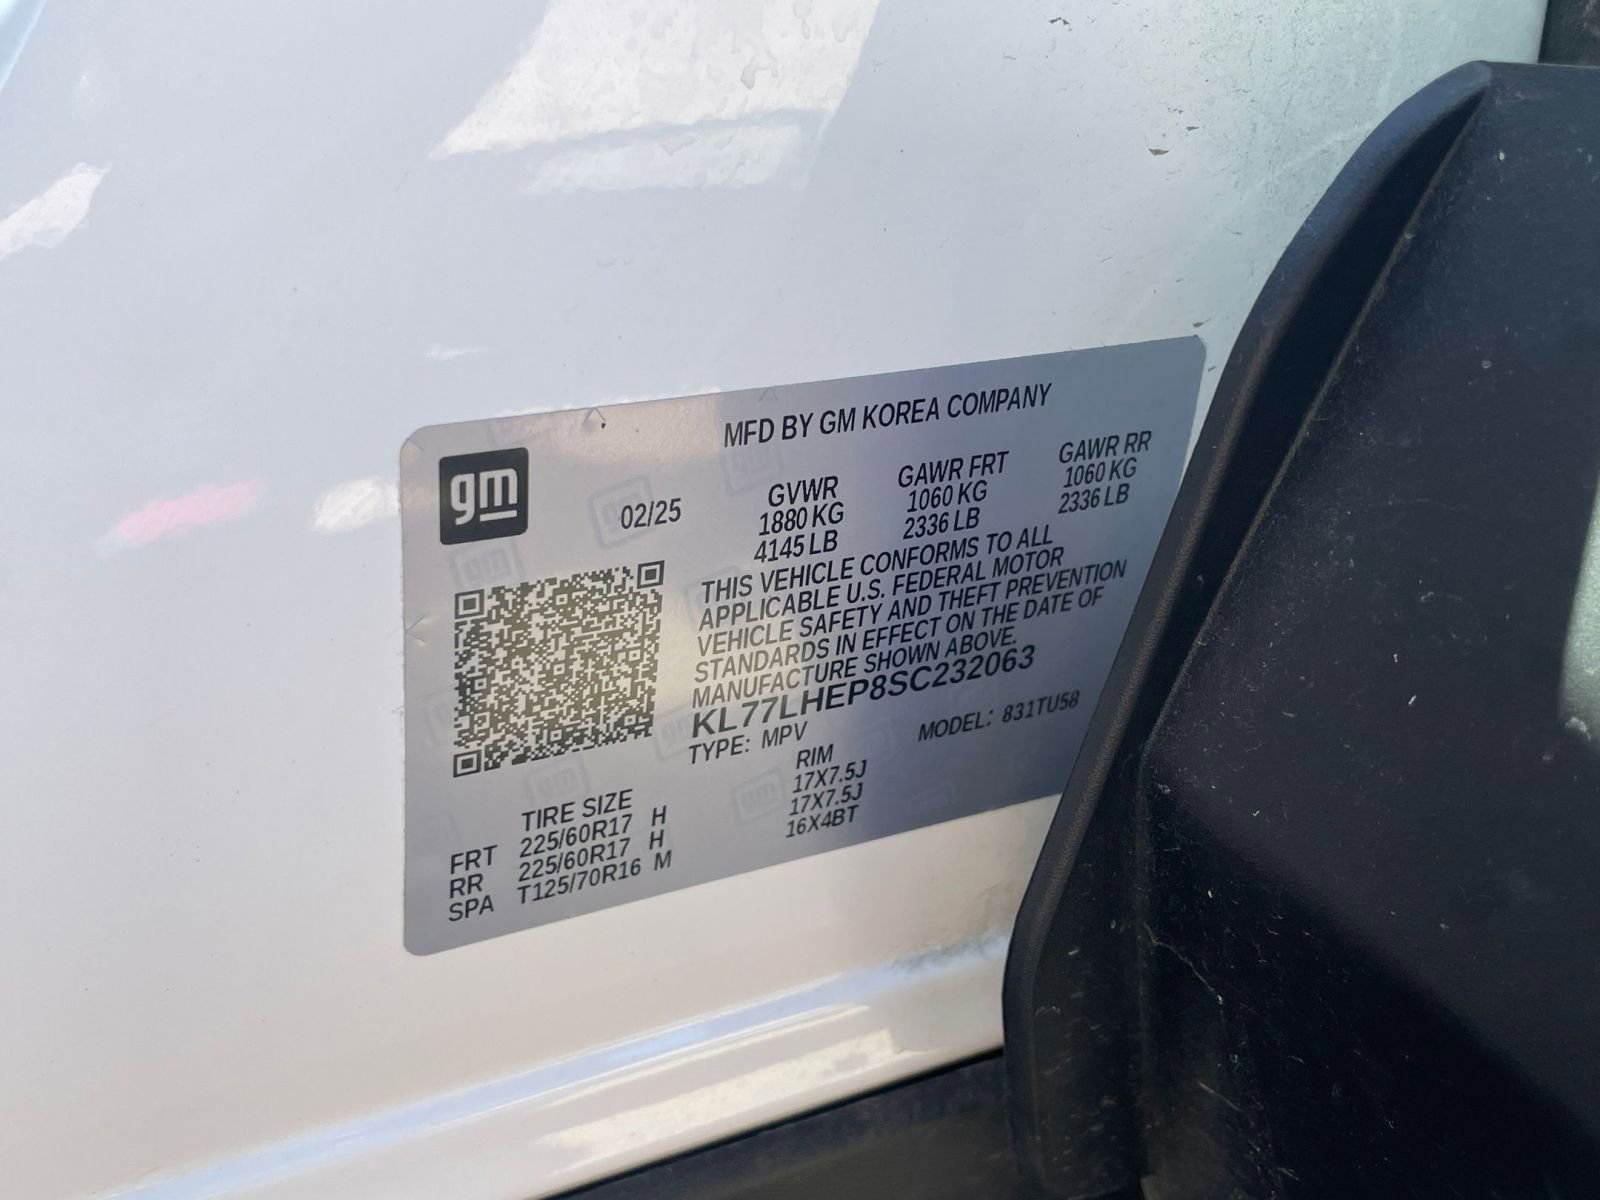 gm
MFD BY GM KOREA COMPANY
02/25
GVWR GAWR FRT GAWR RR
1880 KG 1060 KG 1060 KG
4145 LB 2336 LB 2336 LB
THIS VEHICLE CONFORMS TO ALL
APPLICABLE U.S. FEDERAL MOTOR
VEHICLE SAFETY AND THEFT PREVENTION
STANDARDS IN EFFECT ON THE DATE OF
MANUFACTURE SHOWN ABOVE.
KL77LHEP8SC232063
TYPE: MPV MODEL: 831TU58
TIRE SIZE RIM
FRT 225/60R17 H 17X7.5J
RR 225/60R17 H 17X7.5J
SPA T125/70R16 M 16X4BT